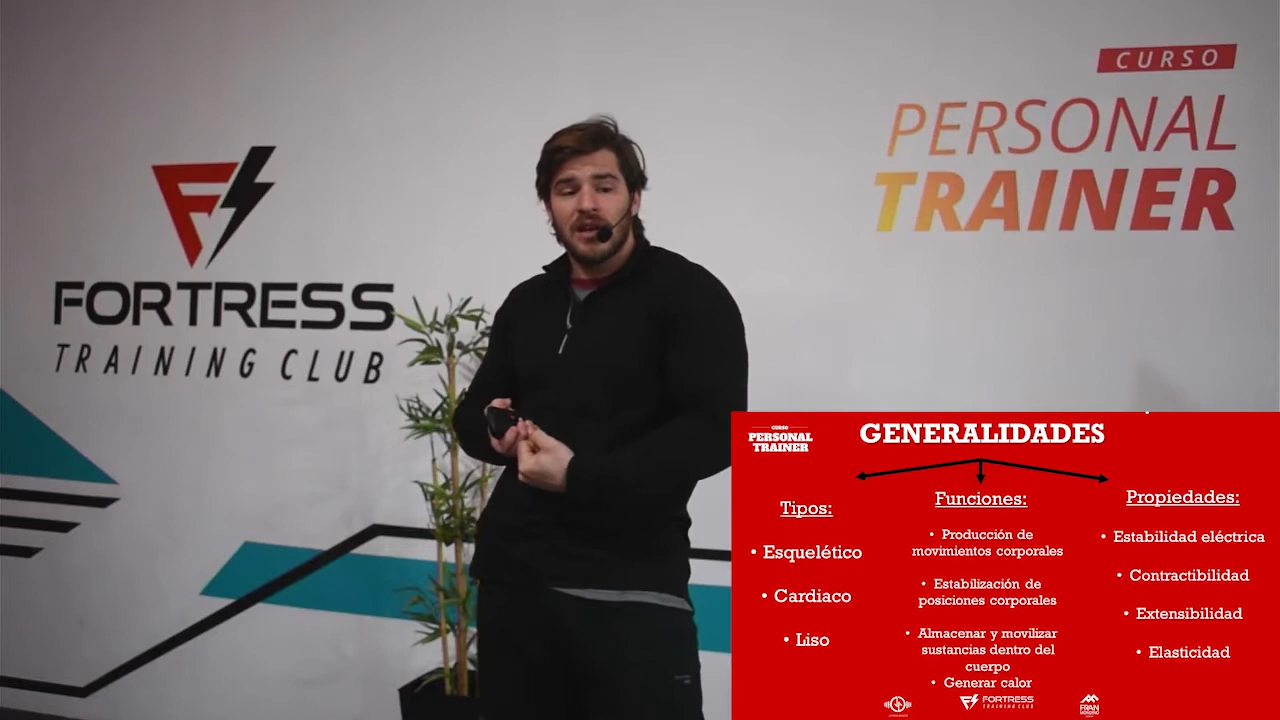 CURSO
PERSONAL
TRAINER
FORTRESS
TRAINING CLUB
CURSO
PERSONAL
TRAINER
GENERALIDADES
Tipos:
• Esquelético
• Cardiaco
• Liso
Funciones:
• Producción de
movimientos corporales
• Estabilización de
posiciones corporales
• Almacenar y movilizar
sustancias dentro del
cuerpo
• Generar calor
Propiedades:
• Estabilidad eléctrica
• Contractibilidad
• Extensibilidad
• Elasticidad
FORTRESS
TRAINING CLUB
FRAN